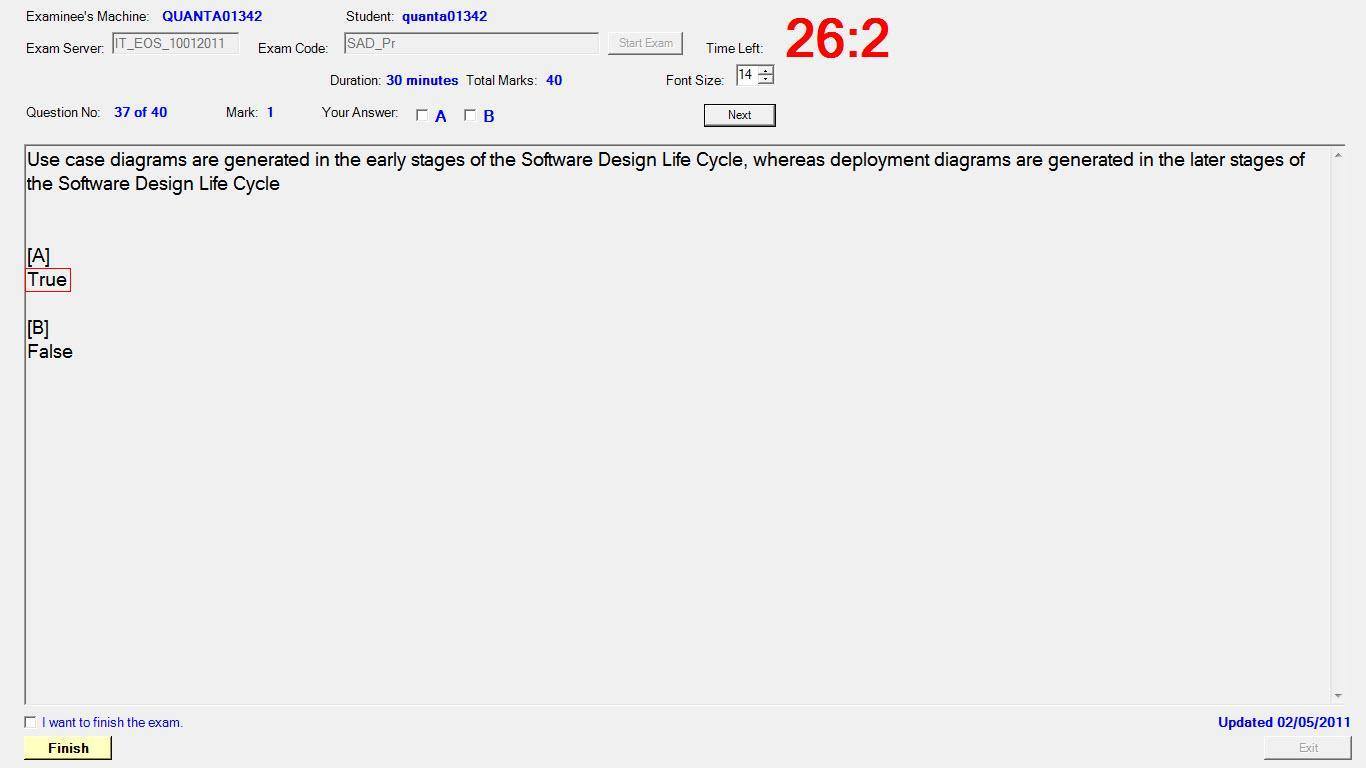 Examinee's Machine: QUANTA01342 Student: quanta01342
Exam Server: IT_EOS_10012011 Exam Code: SAD_Pr Start Exam Time Left: 26:2
Duration: 30 minutes Total Marks: 40 Font Size: 14
Question No: 37 of 40 Mark: 1 Your Answer: A B Next
Use case diagrams are generated in the early stages of the Software Design Life Cycle, whereas deployment diagrams are generated in the later stages of
the Software Design Life Cycle
[A]
True
[B]
False
I want to finish the exam. Updated 02/05/2011
Finish Exit